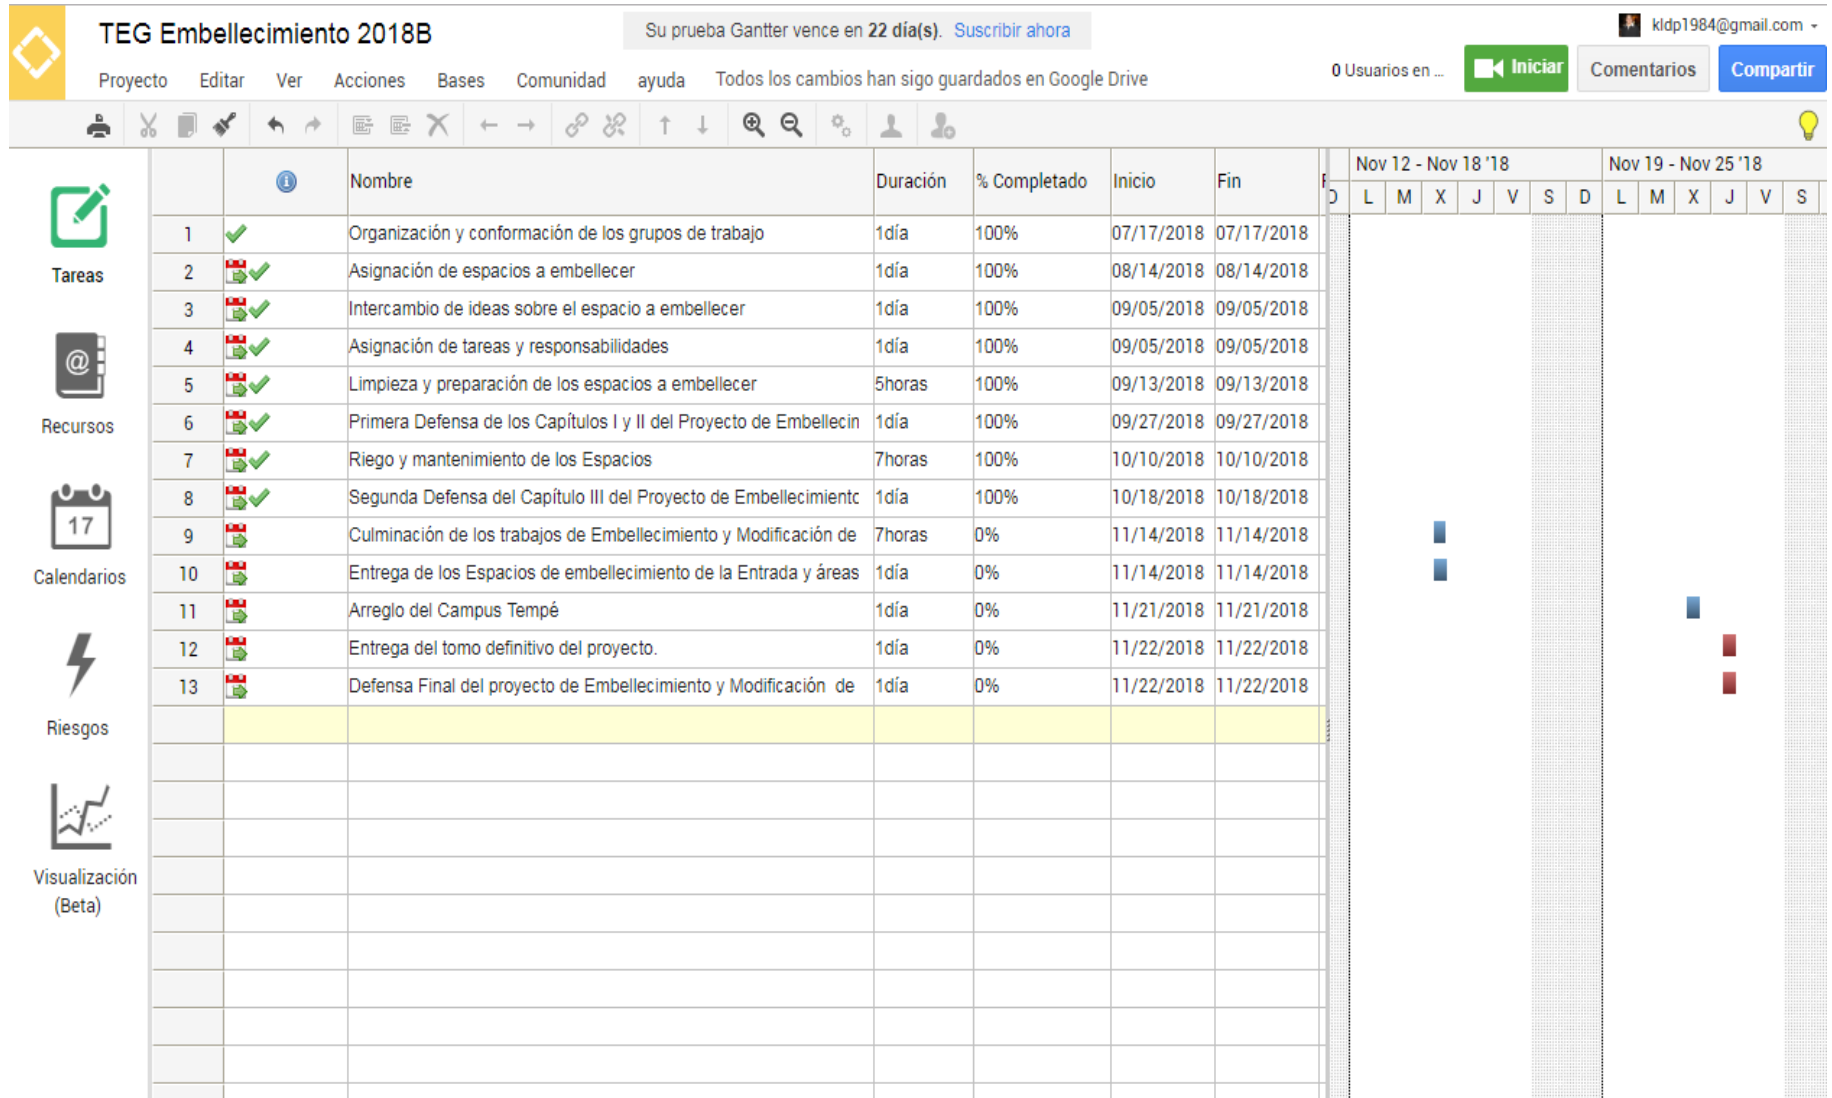 TEG Embellecimiento 2018B
Su prueba Gantter vence en 22 día(s). Suscribir ahora
kldp1984@gmail.com
Proyecto Editar Ver Acciones Bases Comunidad ayuda Todos los cambios han sigo guardados en Google Drive
0 Usuarios en ... Iniciar Comentarios Compartir
Nombre Duración % Completado Inicio Fin
Nov 12 - Nov 18 '18 Nov 19 - Nov 25 '18
D L M X J V S D L M X J V S
1 Organización y conformación de los grupos de trabajo 1día 100% 07/17/2018 07/17/2018
2 Asignación de espacios a embellecer 1día 100% 08/14/2018 08/14/2018
3 Intercambio de ideas sobre el espacio a embellecer 1día 100% 09/05/2018 09/05/2018
4 Asignación de tareas y responsabilidades 1día 100% 09/05/2018 09/05/2018
5 Limpieza y preparación de los espacios a embellecer 5horas 100% 09/13/2018 09/13/2018
6 Primera Defensa de los Capítulos I y II del Proyecto de Embellecin 1día 100% 09/27/2018 09/27/2018
7 Riego y mantenimiento de los Espacios 7horas 100% 10/10/2018 10/10/2018
8 Segunda Defensa del Capítulo III del Proyecto de Embellecimientc 1día 100% 10/18/2018 10/18/2018
9 Culminación de los trabajos de Embellecimiento y Modificación de 7horas 0% 11/14/2018 11/14/2018
10 Entrega de los Espacios de embellecimiento de la Entrada y áreas 1día 0% 11/14/2018 11/14/2018
11 Arreglo del Campus Tempé 1día 0% 11/21/2018 11/21/2018
12 Entrega del tomo definitivo del proyecto. 1día 0% 11/22/2018 11/22/2018
13 Defensa Final del proyecto de Embellecimiento y Modificación de 1día 0% 11/22/2018 11/22/2018
Tareas
@
Recursos
17
Calendarios
Riesgos
Visualización
(Beta)